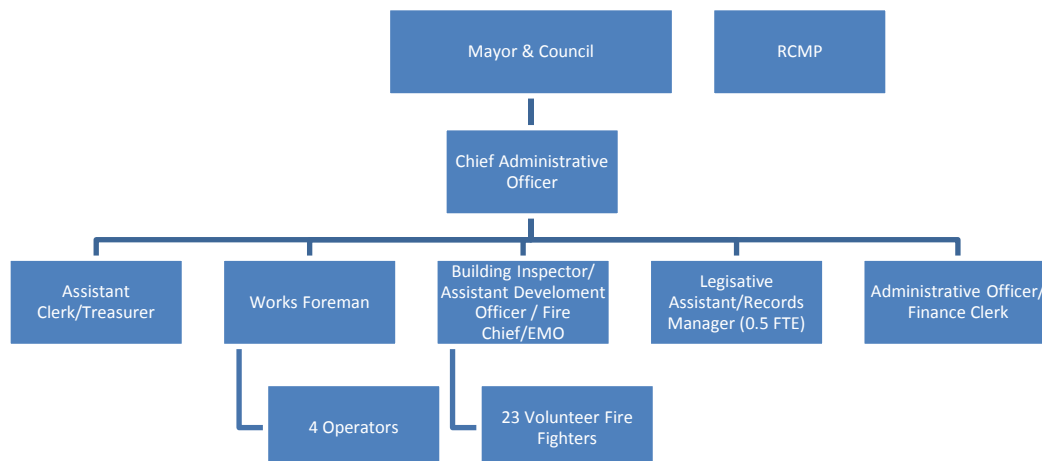 Mayor & Council
RCMP
Chief Administrative
Officer
Assistant
Clerk/Treasurer
Works Foreman
Building Inspector/
Assistant Develoment
Officer / Fire
Chief/EMO
Legisative
Assistant/Records
Manager (0.5 FTE)
Administrative Officer/
Finance Clerk
4 Operators
23 Volunteer Fire
Fighters